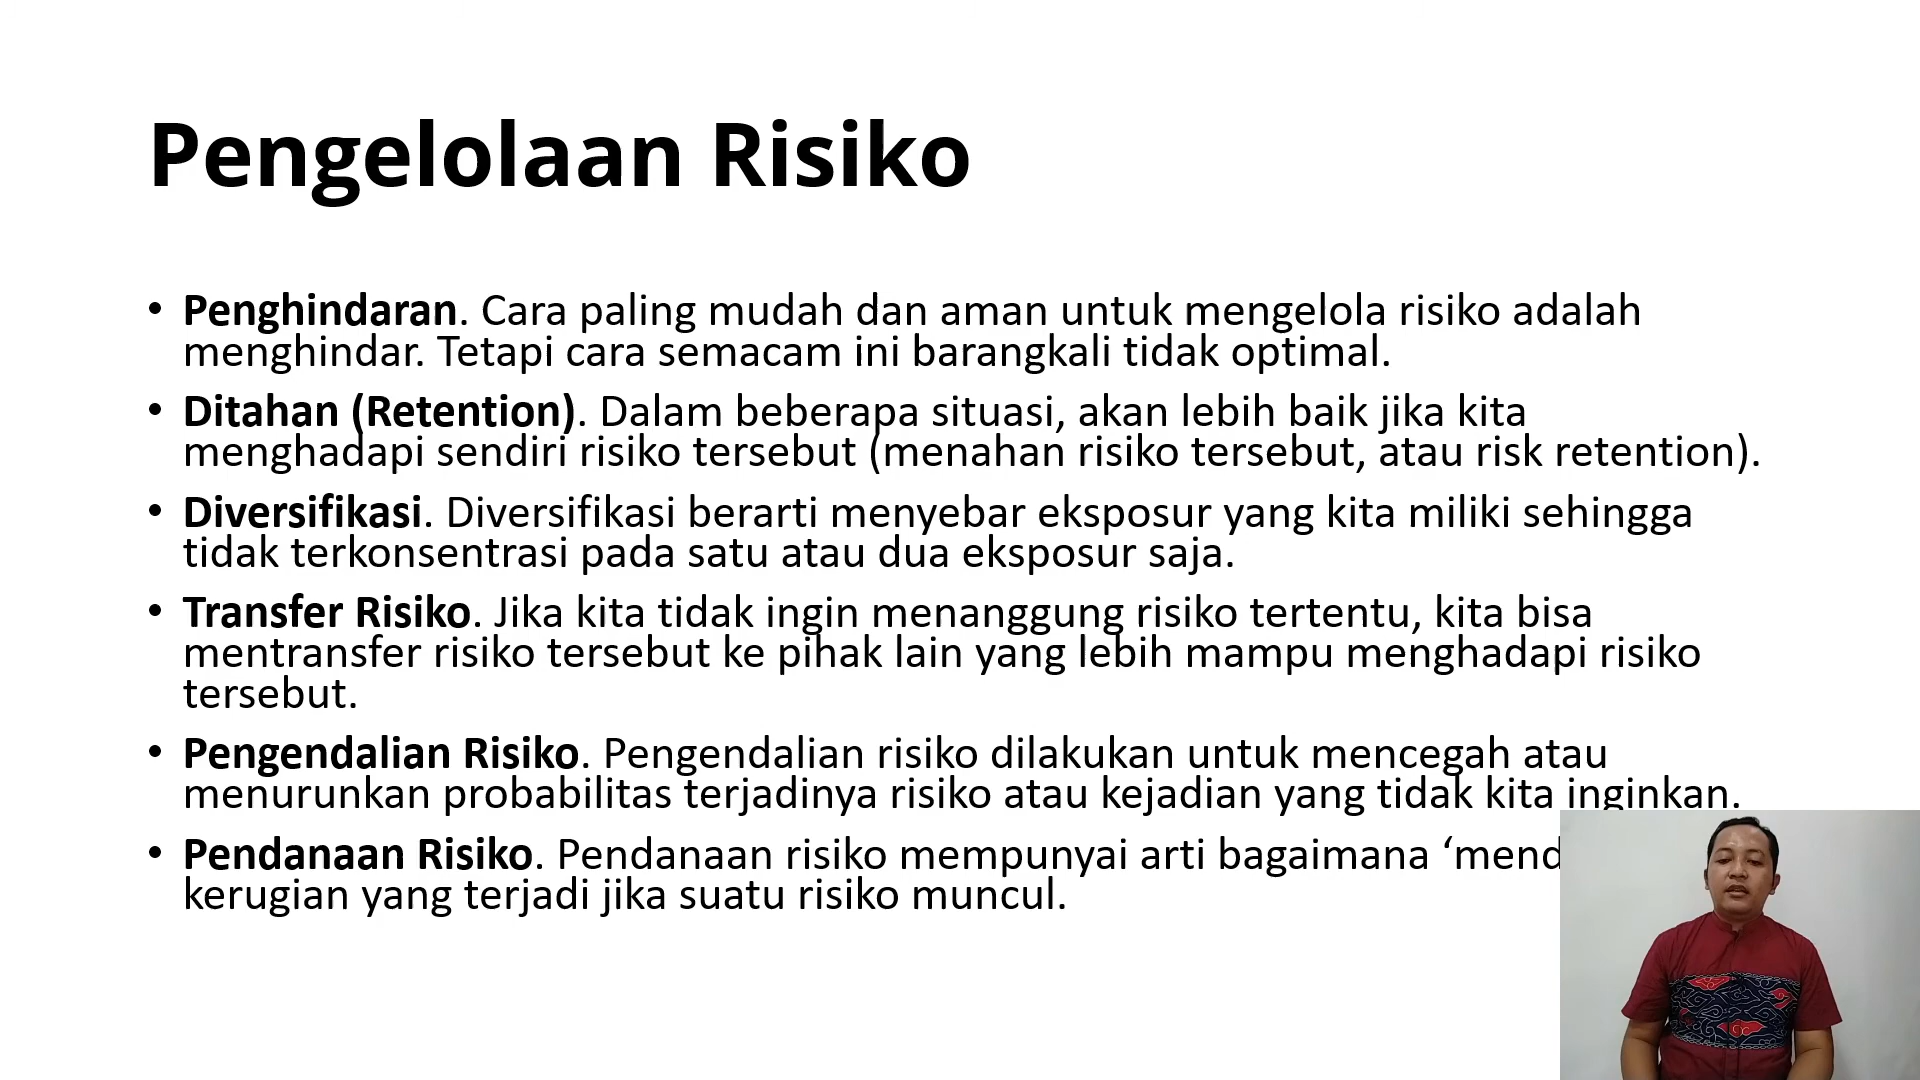 Pengelolaan Risiko
• Penghindaran. Cara paling mudah dan aman untuk mengelola risiko adalah
menghindar. Tetapi cara semacam ini barangkali tidak optimal.
• Ditahan (Retention). Dalam beberapa situasi, akan lebih baik jika kita
menghadapi sendiri risiko tersebut (menahan risiko tersebut, atau risk retention).
• Diversifikasi. Diversifikasi berarti menyebar eksposur yang kita miliki sehingga
tidak terkonsentrasi pada satu atau dua eksposur saja.
• Transfer Risiko. Jika kita tidak ingin menanggung risiko tertentu, kita bisa
mentransfer risiko tersebut ke pihak lain yang lebih mampu menghadapi risiko
tersebut.
• Pengendalian Risiko. Pengendalian risiko dilakukan untuk mencegah atau
menurunkan probabilitas terjadinya risiko atau kejadian yang tidak kita inginkan.
• Pendanaan Risiko. Pendanaan risiko mempunyai arti bagaimana
kerugian yang terjadi jika suatu risiko muncul.